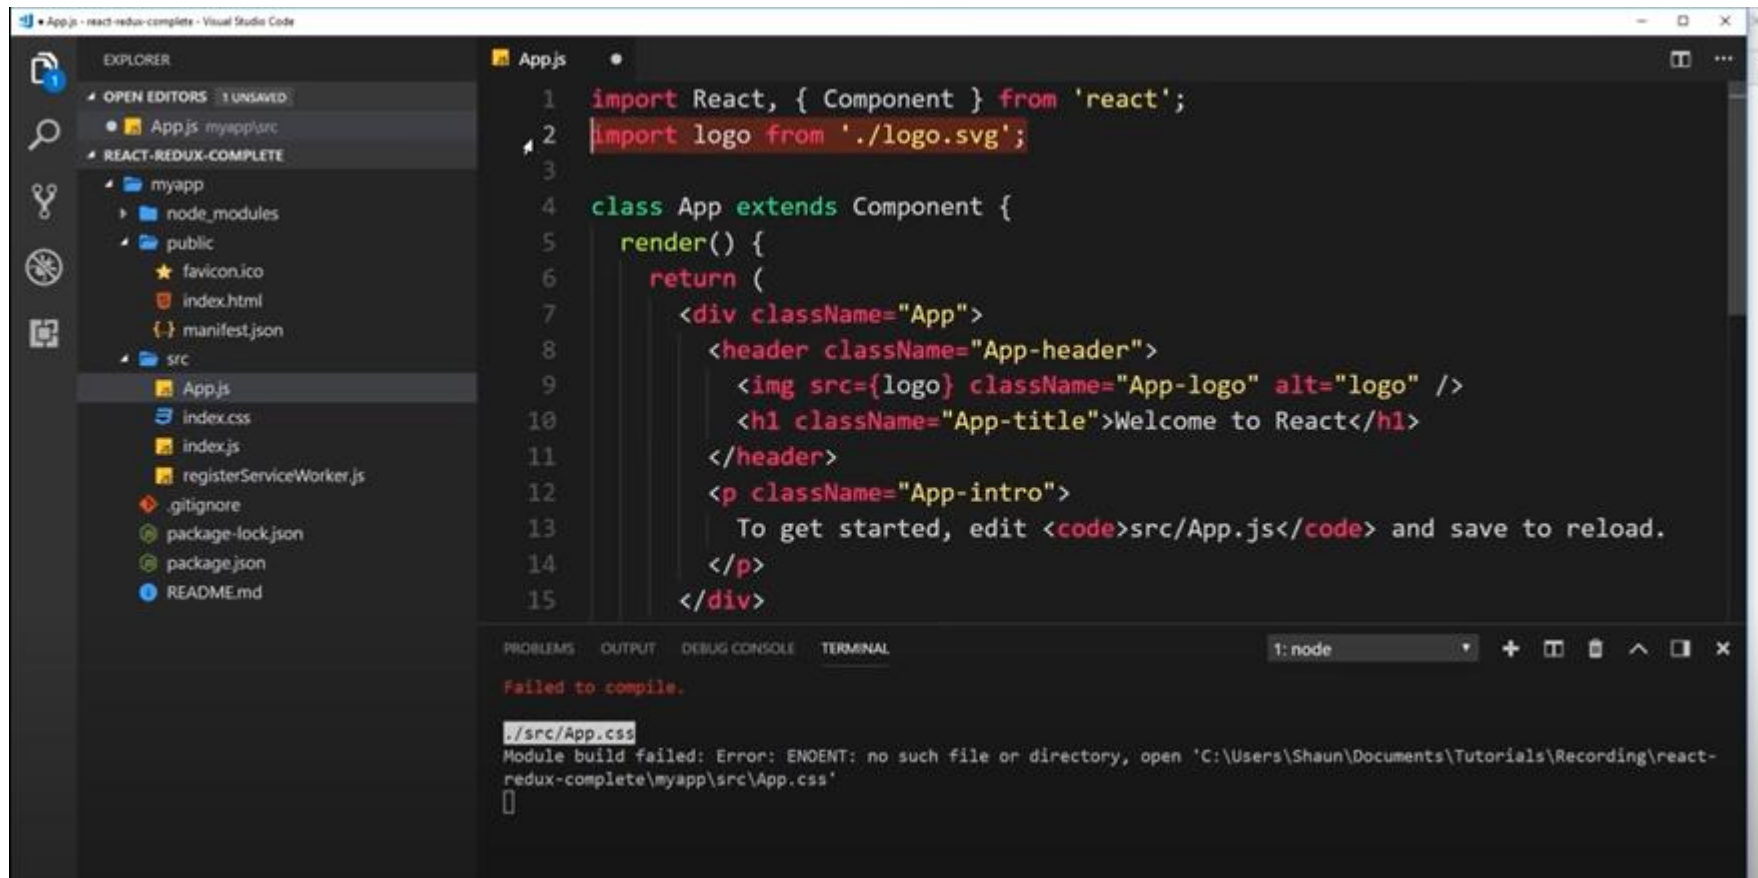 App.js - react-redux-complete - Visual Studio Code
EXPLORER
OPEN EDITORS 1 UNSAVED
App.js myapp\src
REACT-REDUX-COMPLETE
myapp
node_modules
public
favicon.ico
index.html
manifest.json
src
App.js
index.css
index.js
registerServiceWorker.js
.gitignore
package-lock.json
package.json
README.md
1
App.js
1 import React, { Component } from 'react';
2 import logo from './logo.svg';
3
4 class App extends Component {
5 render() {
6 return (
7 <div className="App">
8 <header className="App-header">
9 <img src={logo} className="App-logo" alt="logo" />
10 <h1 className="App-title">Welcome to React</h1>
11 </header>
12 <p className="App-intro">
13 To get started, edit <code>src/App.js</code> and save to reload.
14 </p>
15 </div>
PROBLEMS OUTPUT DEBUG CONSOLE TERMINAL 1: node
Failed to compile.
./src/App.css
Module build failed: Error: ENOENT: no such file or directory, open 'C:\Users\Shaun\Documents\Tutorials\Recording\react-
redux-complete\myapp\src\App.css'